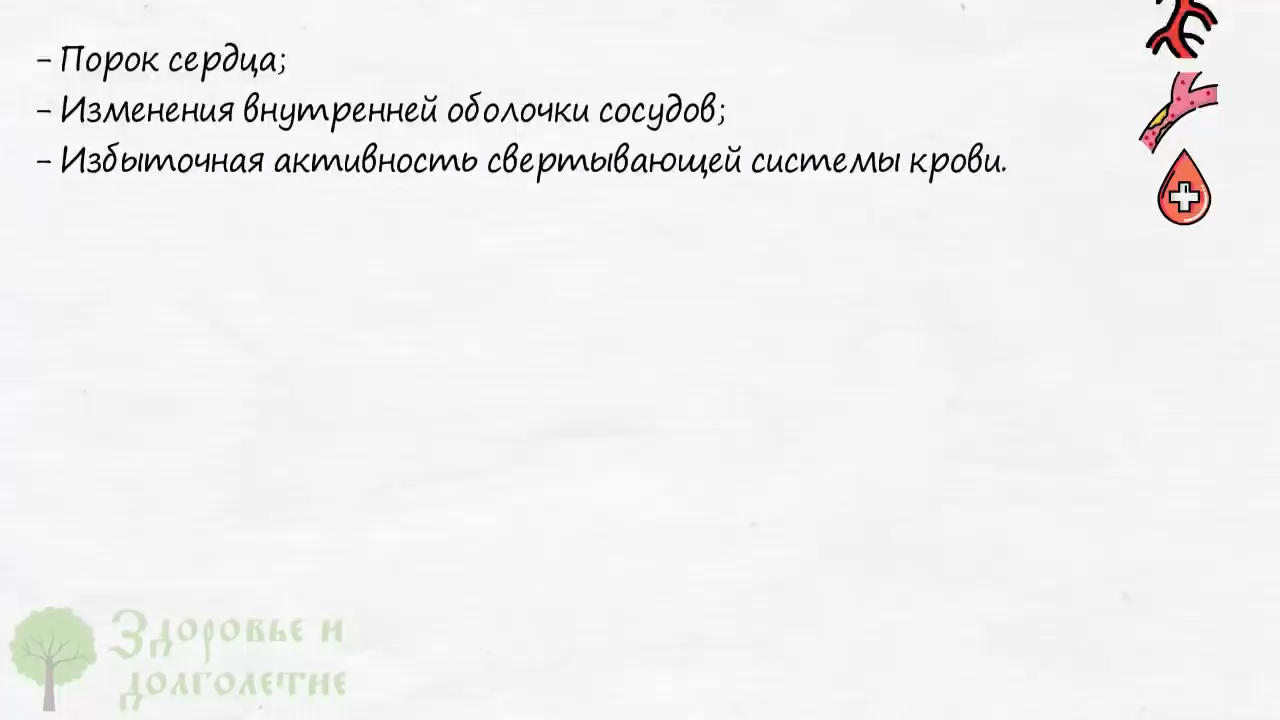 - Порок сердца;
- Изменения внутренней оболочки сосудов;
- Избыточная активность свертывающей системы крови.
Здоровье и
долголетие